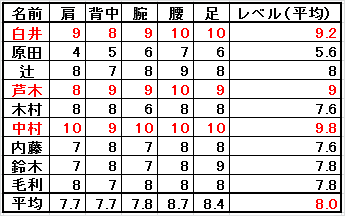 名前 肩 背中 腕 腰 足 レベル(平均)
白井 9 8 9 10 10 9.2
原田 4 5 6 7 6 5.6
辻 8 7 8 9 8 8
芦木 8 9 9 10 9 9
木村 8 8 6 8 8 7.6
中村 10 9 10 10 10 9.8
内藤 7 8 7 8 8 7.6
鈴木 7 8 7 8 9 7.8
毛利 8 7 8 8 8 7.8
平均 7.7 7.7 7.8 8.7 8.4 8.0